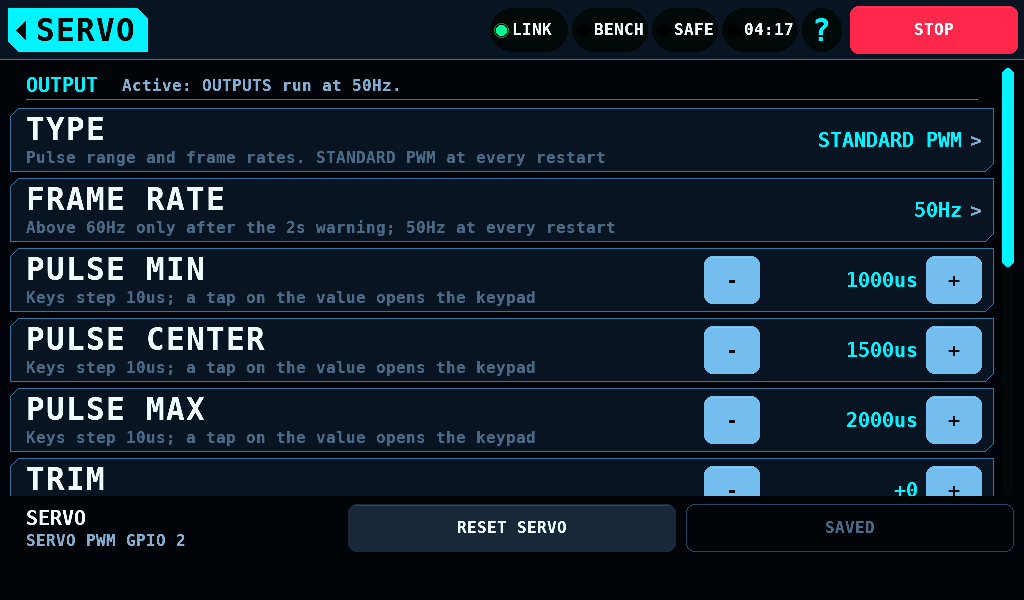 SERVO
LINK
BENCH
SAFE
04:17
?
STOP
OUTPUT Active: OUTPUTS run at 50Hz.
TYPE
Pulse range and frame rates. STANDARD PWM at every restart
STANDARD PWM >
FRAME RATE
Above 60Hz only after the 2s warning; 50Hz at every restart
50Hz >
PULSE MIN
Keys step 10us; a tap on the value opens the keypad
- 1000us +
PULSE CENTER
Keys step 10us; a tap on the value opens the keypad
- 1500us +
PULSE MAX
Keys step 10us; a tap on the value opens the keypad
- 2000us +
TRIM
- +0 +
SERVO
SERVO PWM GPIO 2
RESET SERVO
SAVED